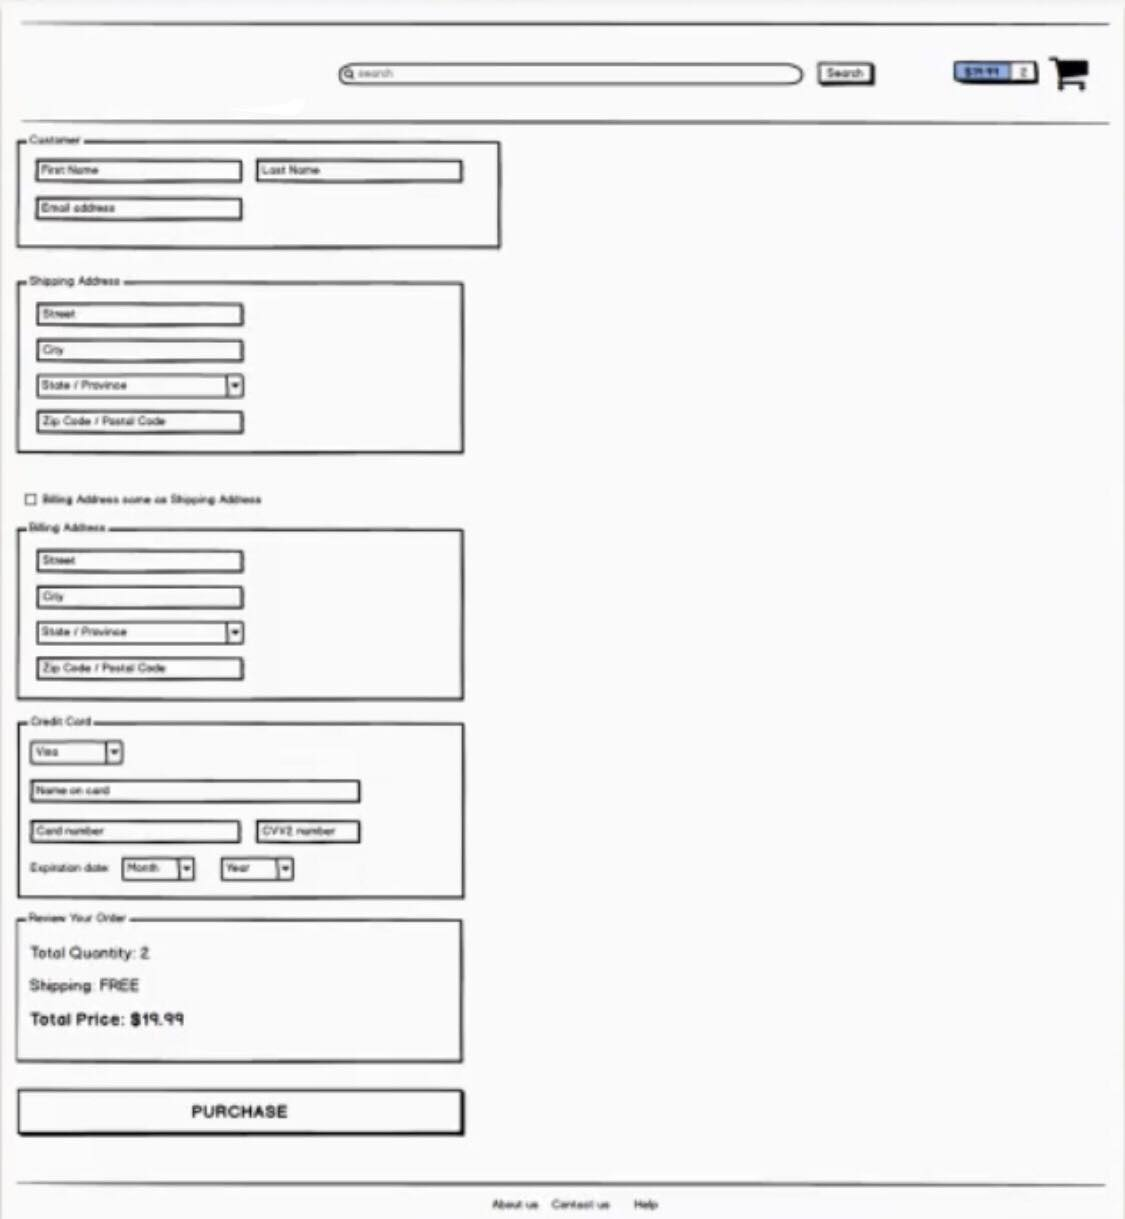 search Search $19.99 2
Customer
First Name Last Name
Email address
Shipping Address
Street
City
State / Province
Zip Code / Postal Code
Billing Address same as Shipping Address
Billing Address
Street
City
State / Province
Zip Code / Postal Code
Credit Card
Visa
Name on card
Card number CVV2 number
Expiration date: Month Year
Review Your Order
Total Quantity: 2
Shipping: FREE
Total Price: $19.99
PURCHASE
About us Contact us Help